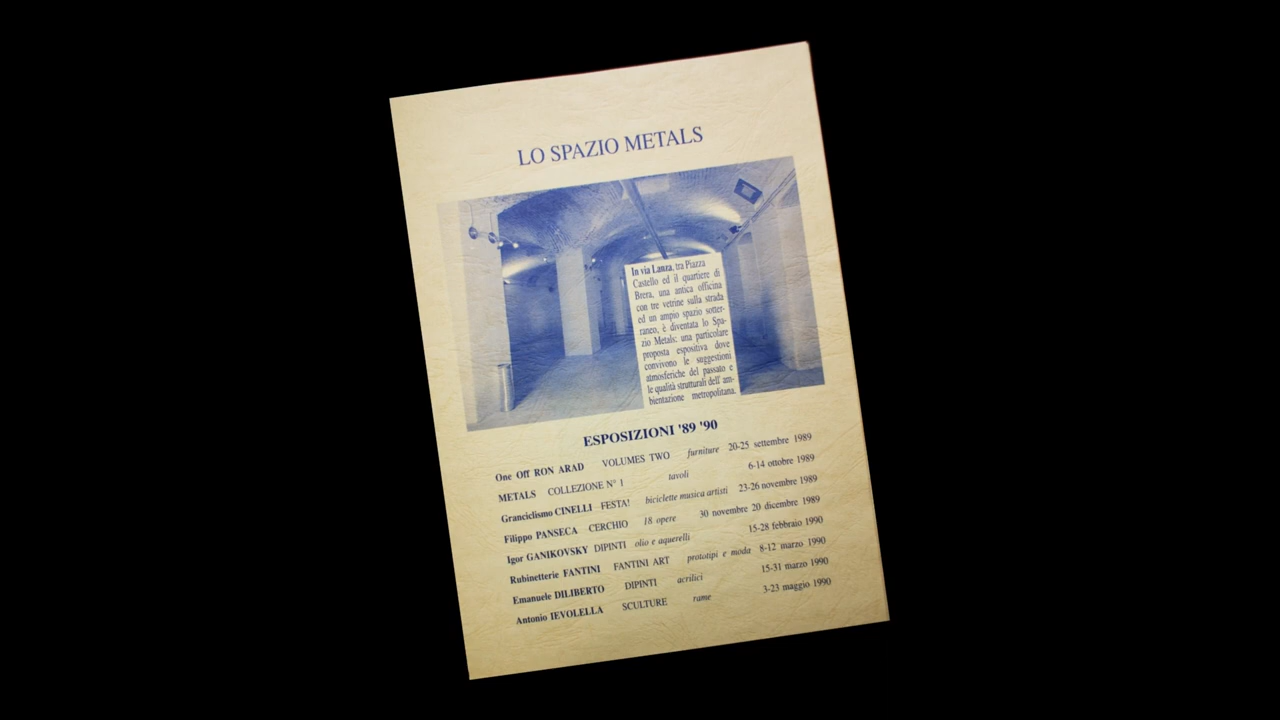 LO SPAZIO METALS
In via Lanza, tra Piazza
Castello ed il quartiere di
Brera, una antica officina
con tre vetrine sulla strada
ed un ampio spazio sotter-
raneo, è diventata lo Spa-
zio Metals: una particolare
proposta espositiva dove
convivono le suggestioni
atmosferiche del passato e
le qualità strutturali dell' am-
bientazione metropolitana.
ESPOSIZIONI '89 '90
One Off RON ARAD VOLUMES TWO furniture 20-25 settembre 1989
METALS COLLEZIONE N° 1 tavoli 6-14 ottobre 1989
Granciclismo CINELLI FESTA! biciclette musica artisti 23-26 novembre 1989
Filippo PANSECA CERCHIO 18 opere 30 novembre 20 dicembre 1989
Igor GANIKOVSKY DIPINTI olio e aquerelli 15-28 febbraio 1990
Rubinetterie FANTINI FANTINI ART prototipi e moda 8-12 marzo 1990
Emanuele DILIBERTO DIPINTI acrilici 15-31 marzo 1990
Antonio IEVOLELLA SCULTURE rame 3-23 maggio 1990